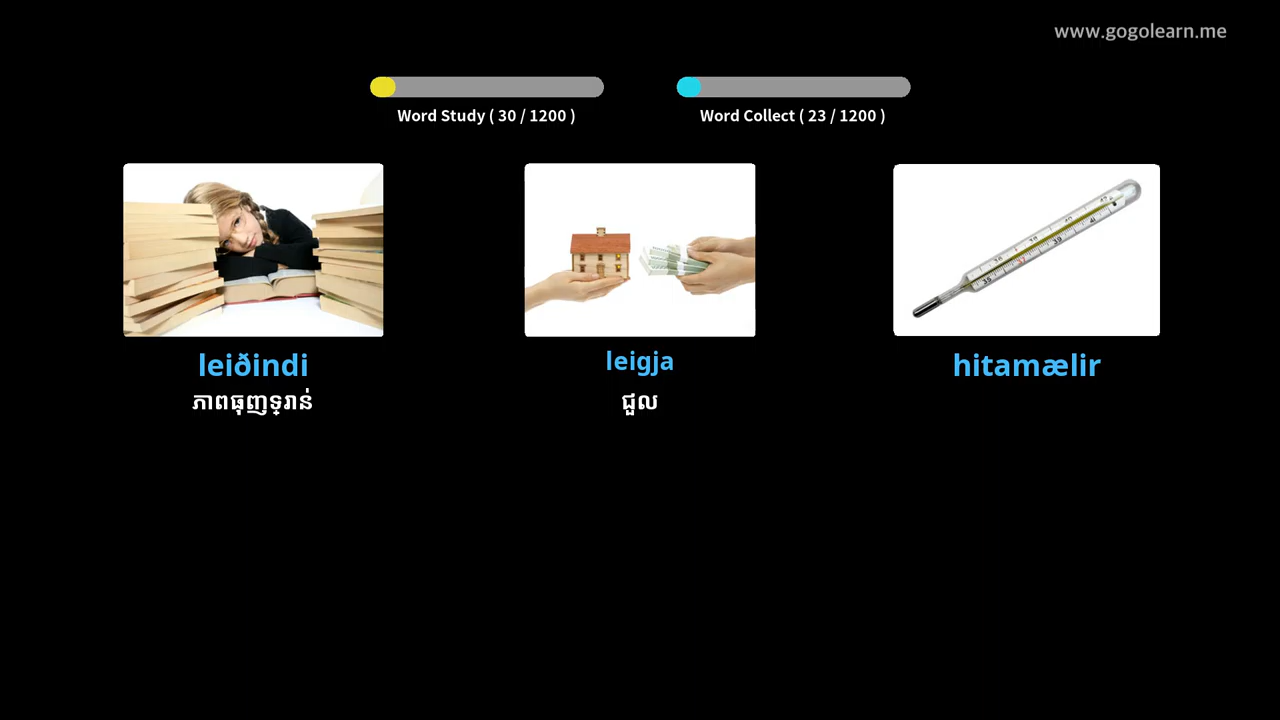 www.gogolearn.me
Word Study ( 30 / 1200 )
Word Collect ( 23 / 1200 )
leiðindi
leigja
hitamælir
ភាពធុញទ្រាន់
ជួល